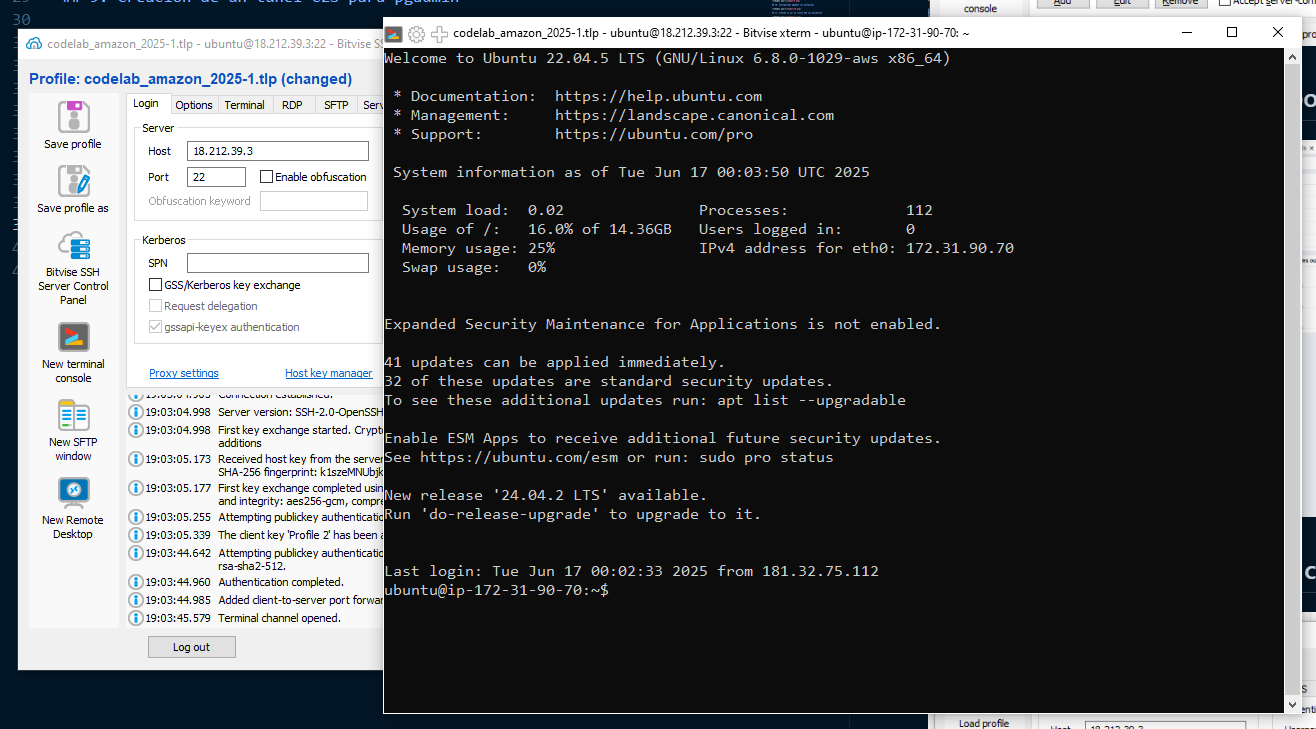 30
codelab_amazon_2025-1.tlp - ubuntu@18.212.39.3:22 - Bitvise
Profile: codelab_amazon_2025-1.tlp (changed)
Save profile
Save profile as
Bitvise SSH
Server Control
Panel
New terminal
console
New SFTP
window
New Remote
Desktop
Login Options Terminal RDP SFTP
Server
Host 18.212.39.3
Port 22 Enable obfuscation
Obfuscation keyword
Kerberos
SPN
GSS/Kerberos key exchange
Request delegation
gssapi-keyex authentication
Proxy settings Host key manager
19:03:04.998 Server version: SSH-2.0-OpenSSH
19:03:04.998 First key exchange started.
additions
19:03:05.173 Received host key from the server
SHA-256 fingerprint: k1szeMNUbjk
19:03:05.177 First key exchange completed
and integrity: aes256-gcm,
19:03:05.255 Attempting publickey
19:03:05.339 The client key 'Profile 2' has been
19:03:44.642 Attempting publickey
rsa-sha2-512.
19:03:44.960 Authentication completed.
19:03:44.985 Added client-to-server port
19:03:45.579 Terminal channel opened.
Log out
codelab_amazon_2025-1.tlp - ubuntu@18.212.39.3:22 - Bitvise xterm - ubuntu@ip-172-31-90-70: ~
Welcome to Ubuntu 22.04.5 LTS (GNU/Linux 6.8.0-1029-aws x86_64)
* Documentation: https://help.ubuntu.com
* Management: https://landscape.canonical.com
* Support: https://ubuntu.com/pro
System information as of Tue Jun 17 00:03:50 UTC 2025
System load: 0.02 Processes: 112
Usage of /: 16.0% of 14.36GB Users logged in: 0
Memory usage: 25% IPv4 address for eth0: 172.31.90.70
Swap usage: 0%
Expanded Security Maintenance for Applications is not enabled.
41 updates can be applied immediately.
32 of these updates are standard security updates.
To see these additional updates run: apt list --upgradable
Enable ESM Apps to receive additional future security updates.
See https://ubuntu.com/esm or run: sudo pro status
New release '24.04.2 LTS' available.
Run 'do-release-upgrade' to upgrade to it.
Last login: Tue Jun 17 00:02:33 2025 from 181.32.75.112
ubuntu@ip-172-31-90-70:~$
console
Load profile